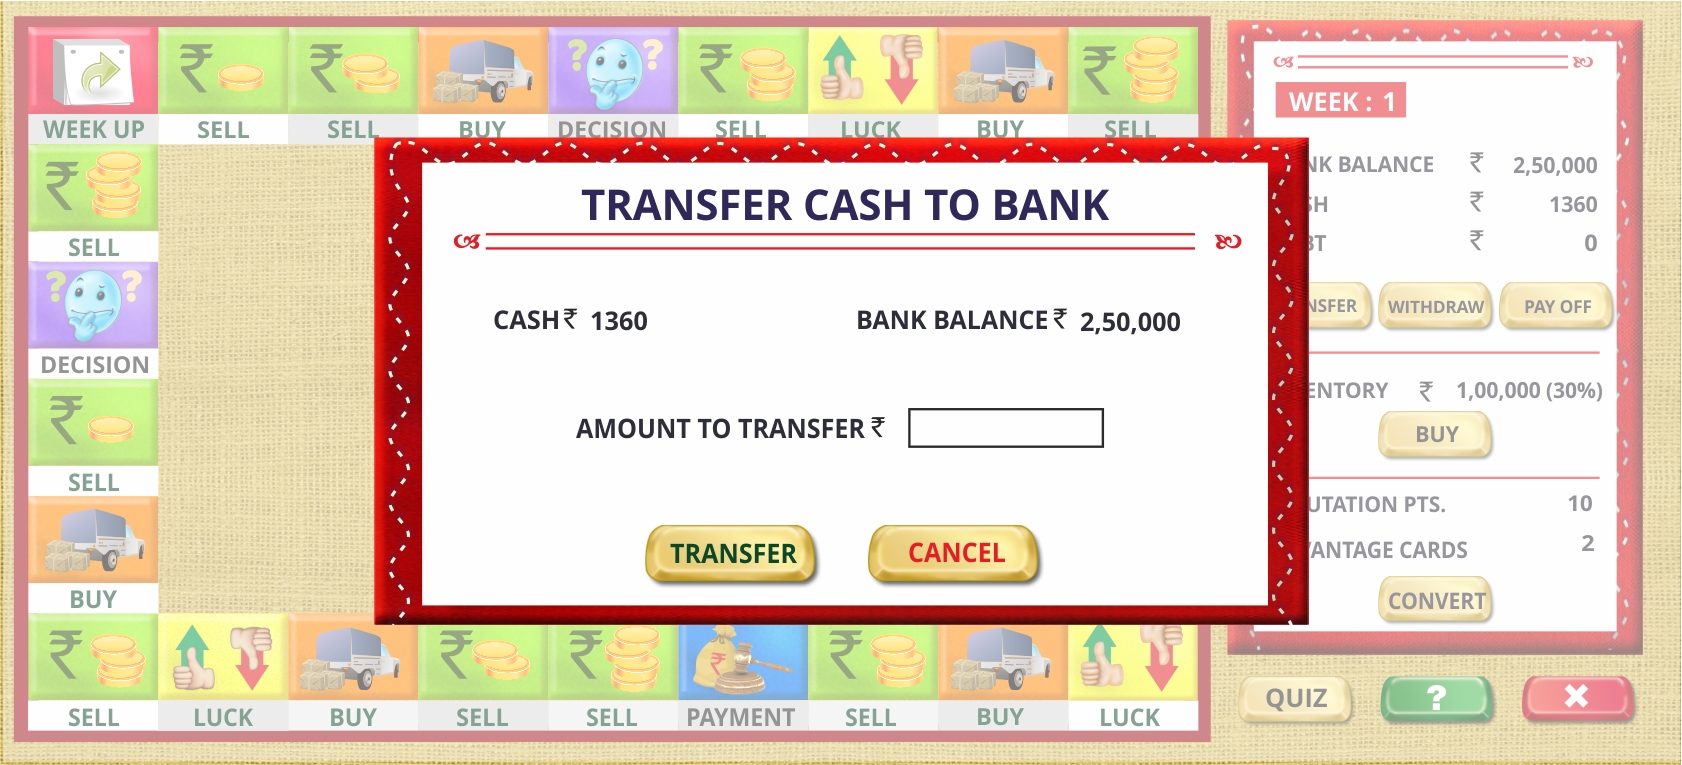 WEEK UP
SELL
SELL
BUY
DECISION
SELL
LUCK
BUY
SELL
SELL
DECISION
SELL
BUY
SELL
LUCK
BUY
SELL
SELL
PAYMENT
SELL
BUY
LUCK
TRANSFER CASH TO BANK
CASH ₹ 1360
BANK BALANCE ₹ 2,50,000
AMOUNT TO TRANSFER ₹
TRANSFER
CANCEL
WEEK : 1
NK BALANCE ₹ 2,50,000
SH ₹ 1360
BT ₹ 0
NSFER
WITHDRAW
PAY OFF
ENTORY ₹ 1,00,000 (30%)
BUY
UTATION PTS. 10
VANTAGE CARDS 2
CONVERT
QUIZ
?